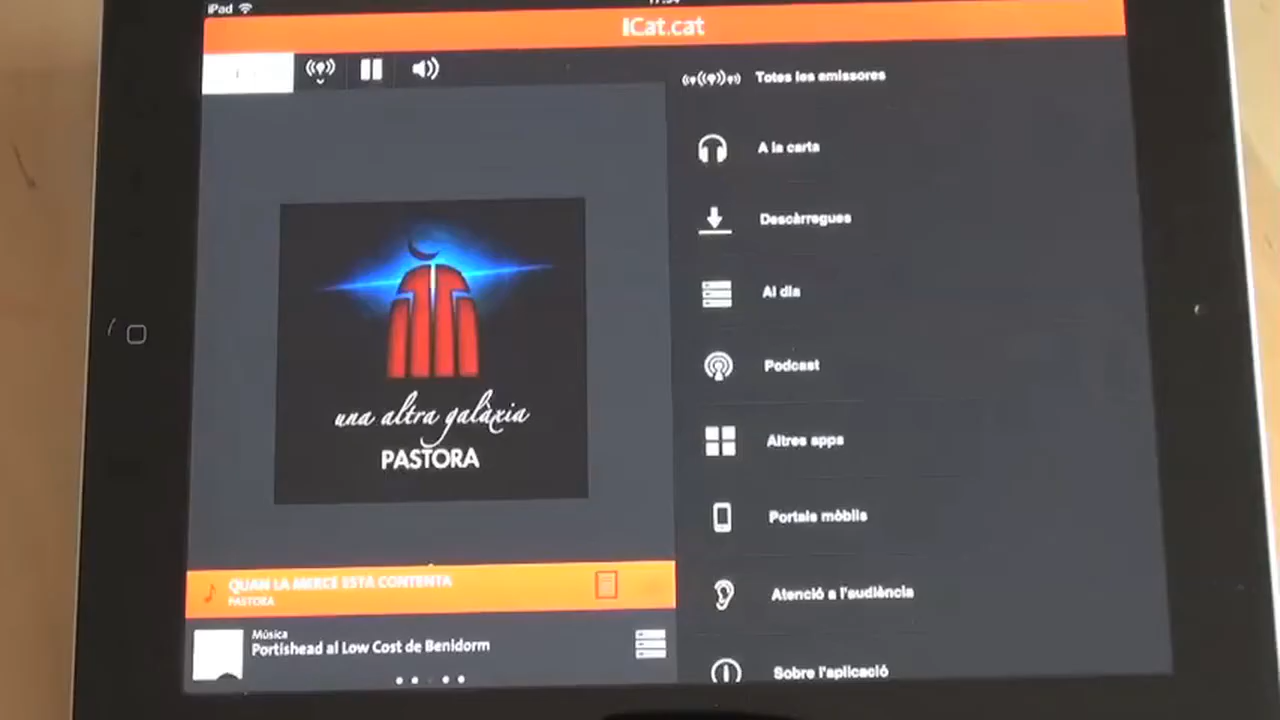 iPad
iCat.cat
Totes les emissores
A la carta
Descàrregues
Al dia
Podcast
Altres apps
Portals mòbils
Atenció a l'audiència
Sobre l'aplicació
una altra galàxia
PASTORA
QUAN LA MERCÈ ESTÀ CONTENTA
PASTORA
Música
Portishead al Low Cost de Benidorm